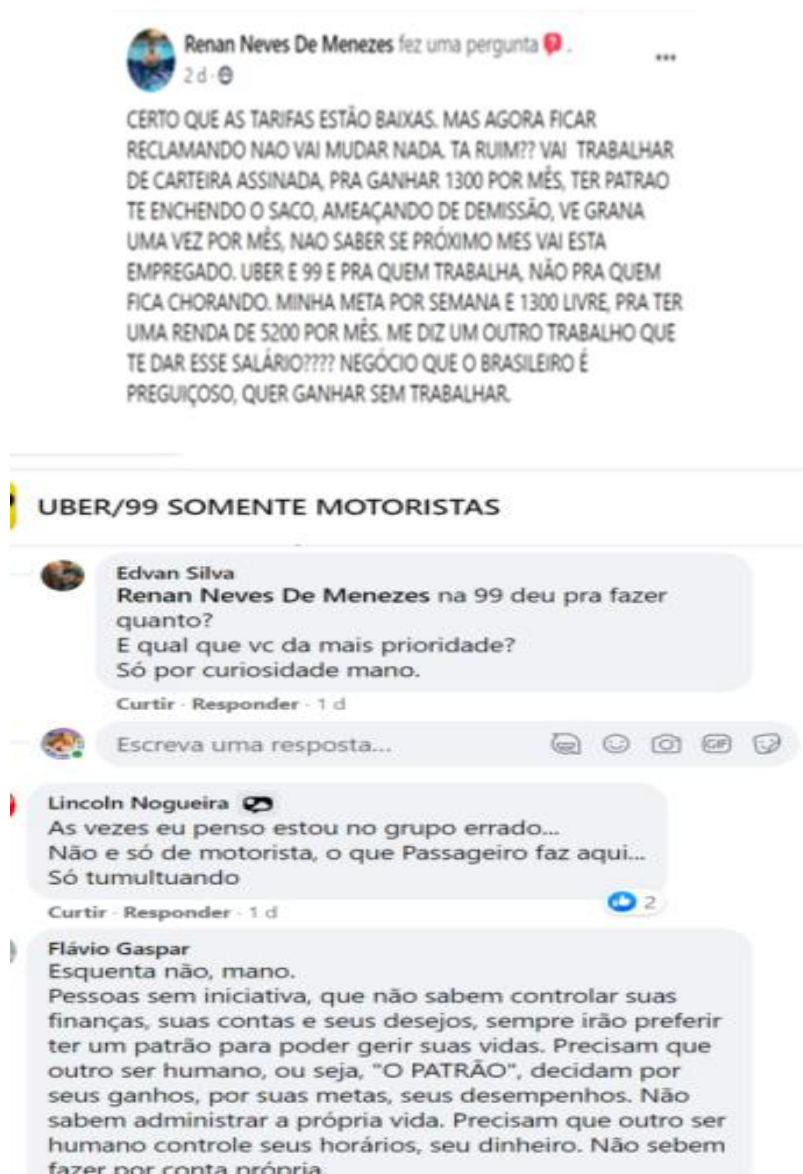 Renan Neves De Menezes fez uma pergunta
2 d
CERTO QUE AS TARIFAS ESTÃO BAIXAS. MAS AGORA FICAR
RECLAMANDO NAO VAI MUDAR NADA. TA RUIM?? VAI TRABALHAR
DE CARTEIRA ASSINADA, PRA GANHAR 1300 POR MÊS, TER PATRAO
TE ENCHENDO O SACO, AMEAÇANDO DE DEMISSÃO, VE GRANA
UMA VEZ POR MÊS, NAO SABER SE PRÓXIMO MES VAI ESTA
EMPREGADO. UBER E 99 E PRA QUEM TRABALHA, NÃO PRA QUEM
FICA CHORANDO. MINHA META POR SEMANA E 1300 LIVRE, PRA TER
UMA RENDA DE 5200 POR MÊS. ME DIZ UM OUTRO TRABALHO QUE
TE DAR ESSE SALÁRIO???? NEGÓCIO QUE O BRASILEIRO É
PREGUIÇOSO, QUER GANHAR SEM TRABALHAR.
UBER/99 SOMENTE MOTORISTAS
Edvan Silva
Renan Neves De Menezes na 99 deu pra fazer
quanto?
E qual que vc da mais prioridade?
Só por curiosidade mano.
Curtir · Responder · 1 d
Escreva uma resposta...
GIF
Lincoln Nogueira
As vezes eu penso estou no grupo errado...
Não e só de motorista, o que Passageiro faz aqui...
Só tumultuando
2
Curtir · Responder · 1 d
Flávio Gaspar
Esquenta não, mano.
Pessoas sem iniciativa, que não sabem controlar suas
finanças, suas contas e seus desejos, sempre irão preferir
ter um patrão para poder gerir suas vidas. Precisam que
outro ser humano, ou seja, "O PATRÃO", decidam por
seus ganhos, por suas metas, seus desempenhos. Não
sabem administrar a própria vida. Precisam que outro ser
humano controle seus horários, seu dinheiro. Não sebem
fazer por conta própria.